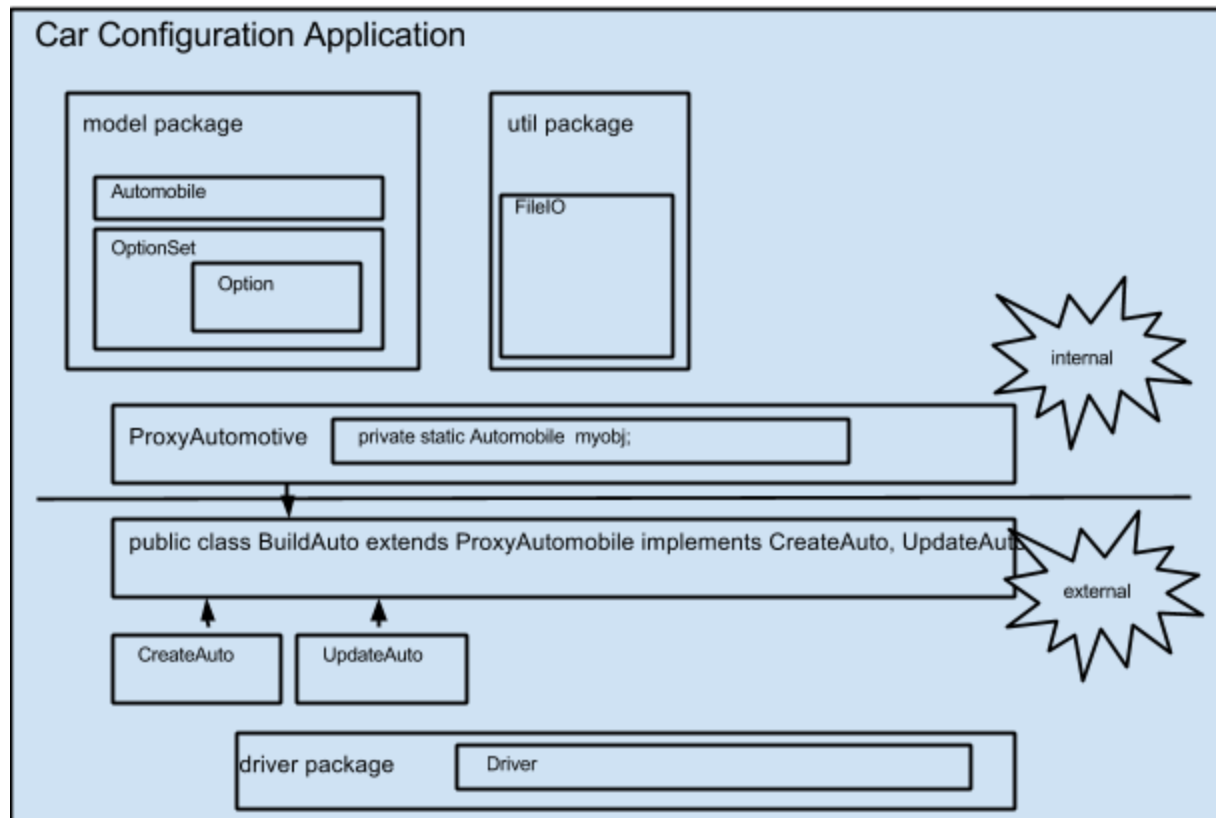 Car Configuration Application
model package
util package
Automobile
FileIO
OptionSet
Option
internal
ProxyAutomotive
private static Automobile myobj;
public class BuildAuto extends ProxyAutomobile implements CreateAuto, UpdateAuto
external
CreateAuto
UpdateAuto
driver package
Driver